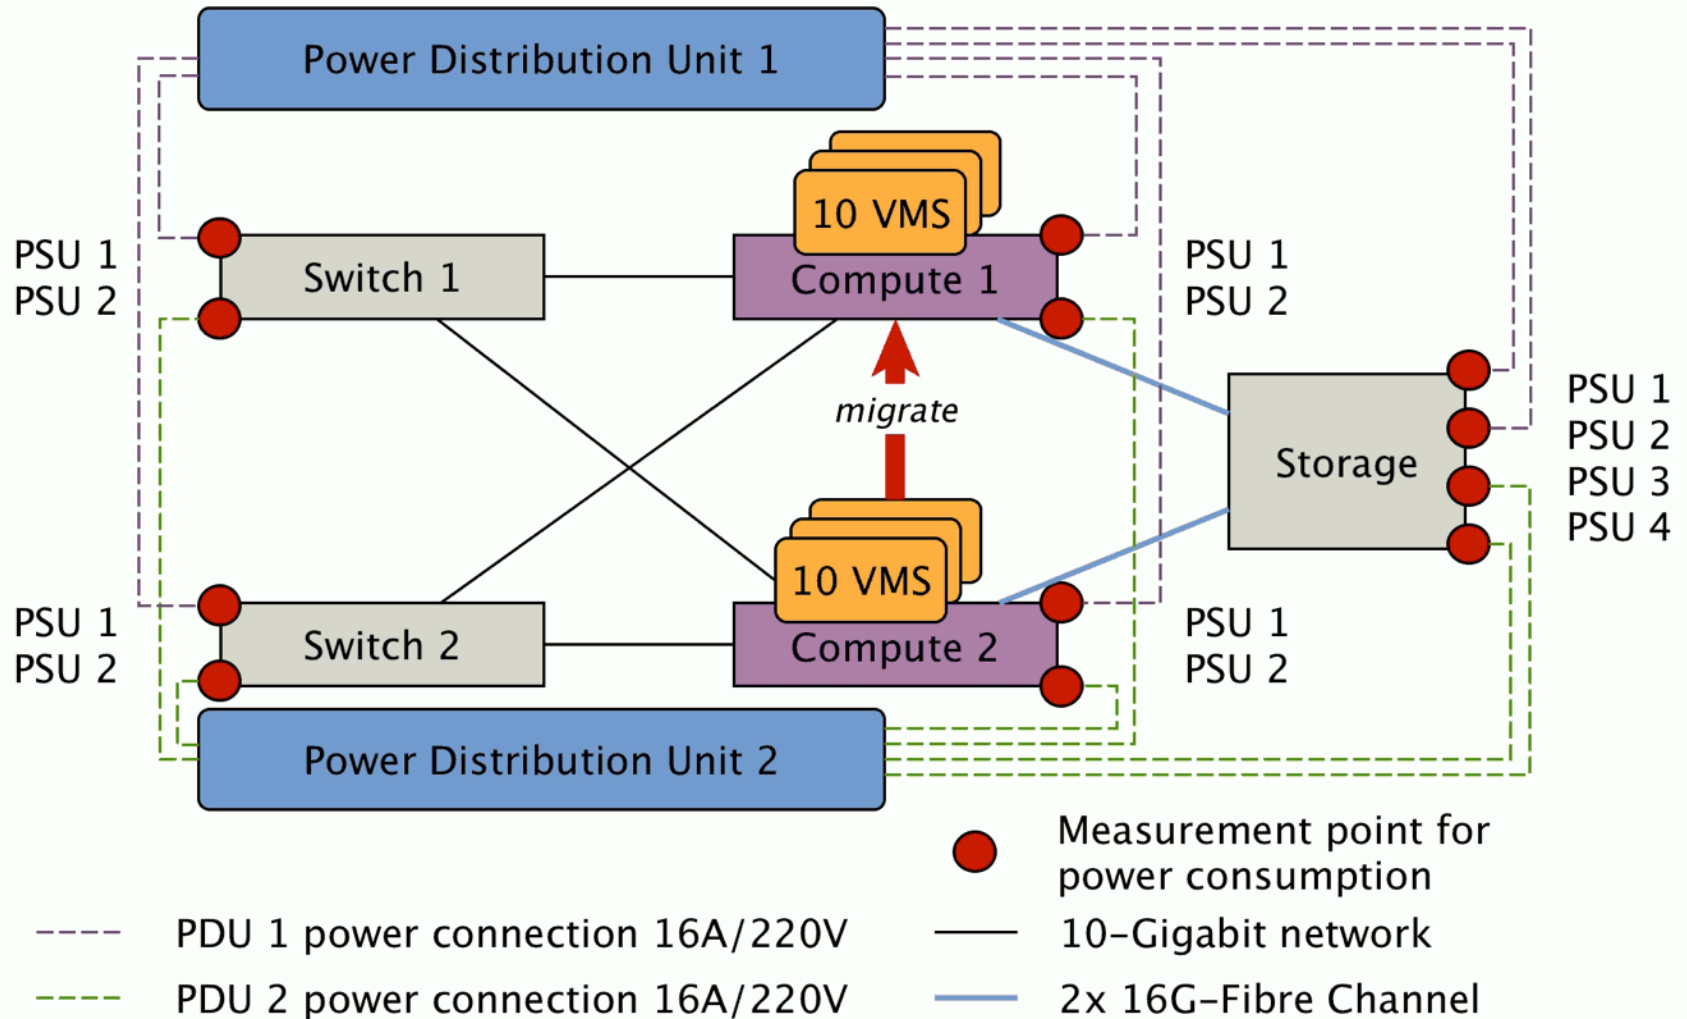 Power Distribution Unit 1
10 VMS
PSU 1
PSU 2
Switch 1
Compute 1
PSU 1
PSU 2
migrate
Storage
PSU 1
PSU 2
PSU 3
PSU 4
10 VMS
PSU 1
PSU 2
Switch 2
Compute 2
PSU 1
PSU 2
Power Distribution Unit 2
Measurement point for
power consumption
PDU 1 power connection 16A/220V
10-Gigabit network
PDU 2 power connection 16A/220V
2x 16G-Fibre Channel